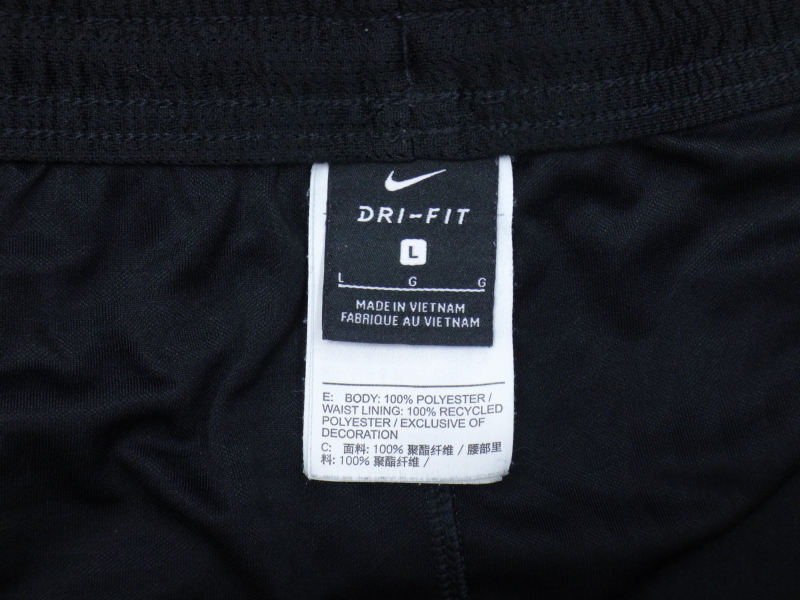 DRI-FIT
L
L G G
MADE IN VIETNAM
FABRIQUE AU VIETNAM
E: BODY: 100% POLYESTER /
WAIST LINING: 100% RECYCLED
POLYESTER / EXCLUSIVE OF
DECORATION
C: 面料: 100% 聚酯纤维 / 腰部里
料: 100% 聚酯纤维 /